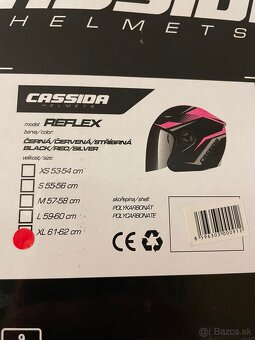 CASSIDA
HELMETS
CASSIDA
HELMETS
model: REFLEX
barva/color:
ČERNÁ/ČERVENÁ/STŘÍBRNÁ
BLACK/RED/SILVER
velikost/size:
XS 53-54 cm
S 55-56 cm
M 57-58 cm
L 59-60 cm
XL 61-62 cm
skořepina/shell:
POLYKARBONÁT
POLYCARBONATE
CE
bazos.sk